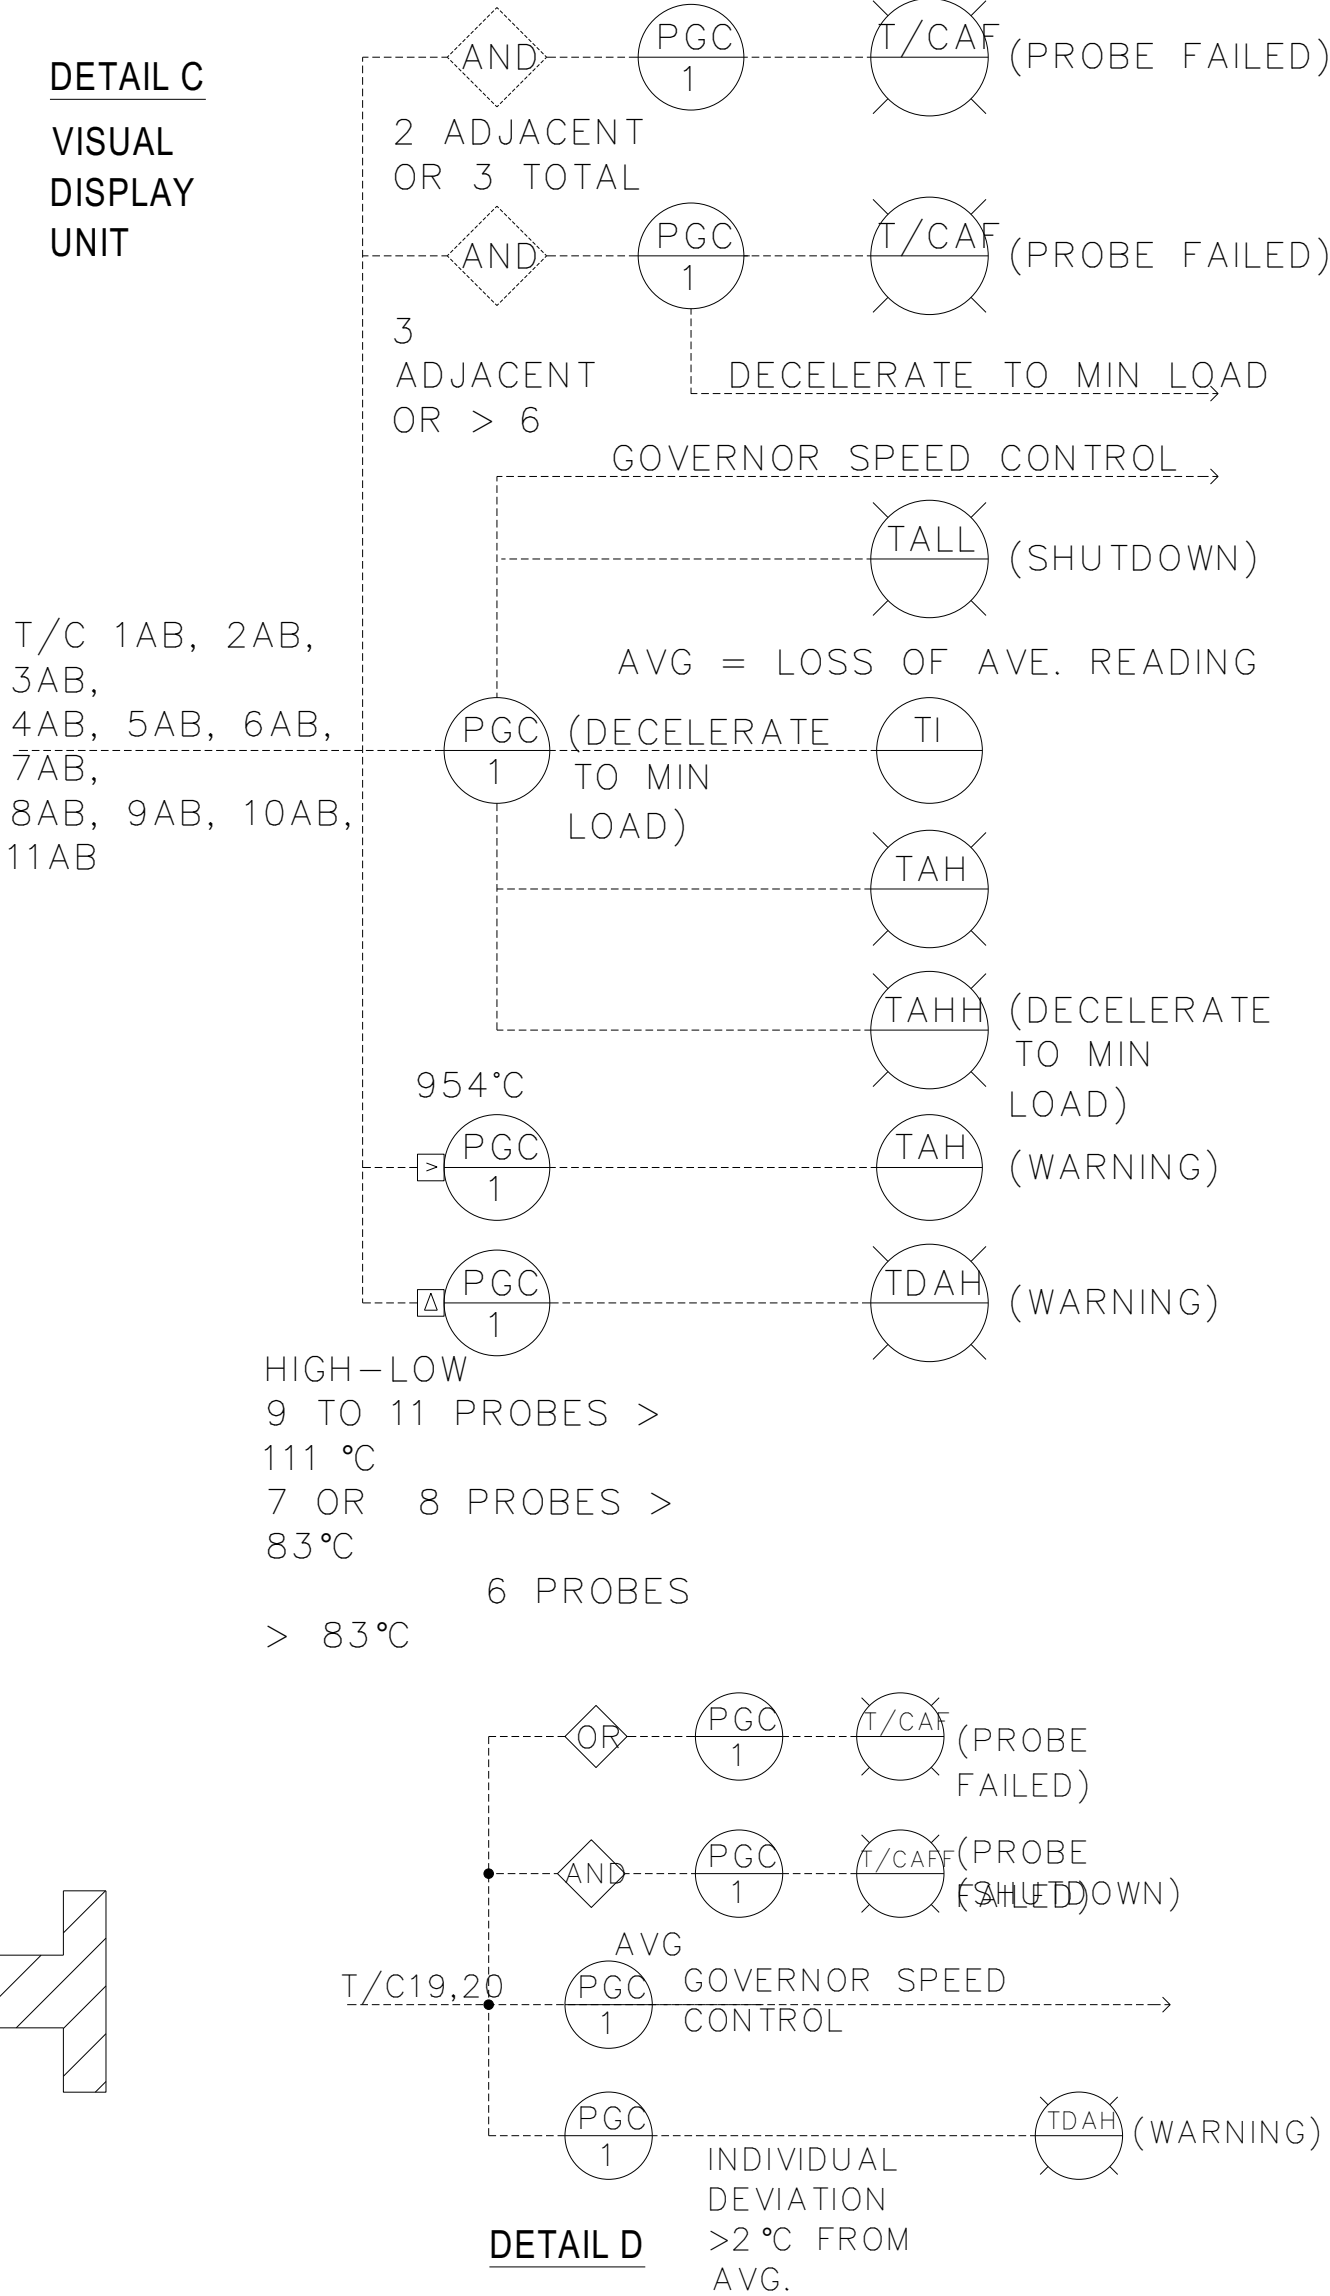 DETAIL C
VISUAL
DISPLAY
UNIT
AND
PGC
1
T/CAF
(PROBE FAILED)
2 ADJACENT
OR 3 TOTAL
AND
PGC
1
T/CAF
(PROBE FAILED)
3
ADJACENT
OR > 6
DECELERATE TO MIN LOAD
GOVERNOR SPEED CONTROL
TALL
(SHUTDOWN)
AVG = LOSS OF AVE. READING
T/C 1AB, 2AB,
3AB,
4AB, 5AB, 6AB,
7AB,
8AB, 9AB, 10AB,
11AB
PGC
1
(DECELERATE
TO MIN
LOAD)
TI
TAH
TAHH
(DECELERATE
TO MIN
LOAD)
954°C
>
PGC
1
TAH
(WARNING)
Δ
PGC
1
TDAH
(WARNING)
HIGH-LOW
9 TO 11 PROBES >
111 °C
7 OR 8 PROBES >
83°C
6 PROBES
> 83°C
OR
PGC
1
T/CAF
(PROBE
FAILED)
AND
PGC
1
T/CAFF
(PROBE
FAILED)
(SHUTDOWN)
T/C19,20
AVG
PGC
1
GOVERNOR SPEED
CONTROL
PGC
1
TDAH
(WARNING)
INDIVIDUAL
DEVIATION
>2 °C FROM
AVG.
DETAIL D